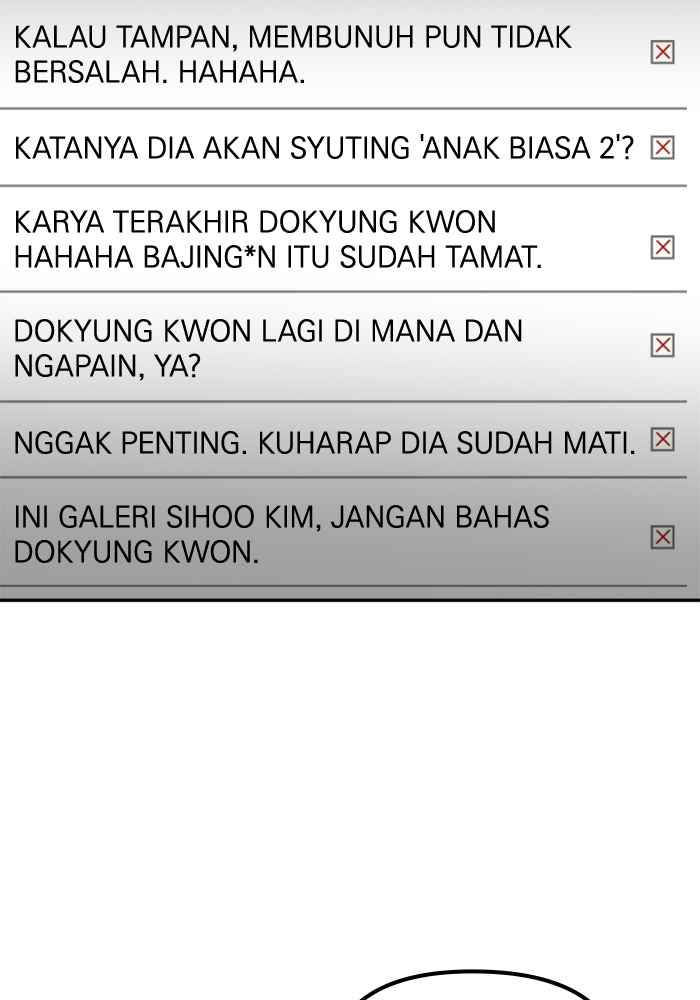 KALAU TAMPAN, MEMBUNUH PUN TIDAK
BERSALAH. HAHAHA.
KATANYA DIA AKAN SYUTING 'ANAK BIASA 2'?
KARYA TERAKHIR DOKYUNG KWON
HAHAHA BAJING*N ITU SUDAH TAMAT.
DOKYUNG KWON LAGI DI MANA DAN
NGAPAIN, YA?
NGGAK PENTING. KUHARAP DIA SUDAH MATI.
INI GALERI SIHOO KIM, JANGAN BAHAS
DOKYUNG KWON.